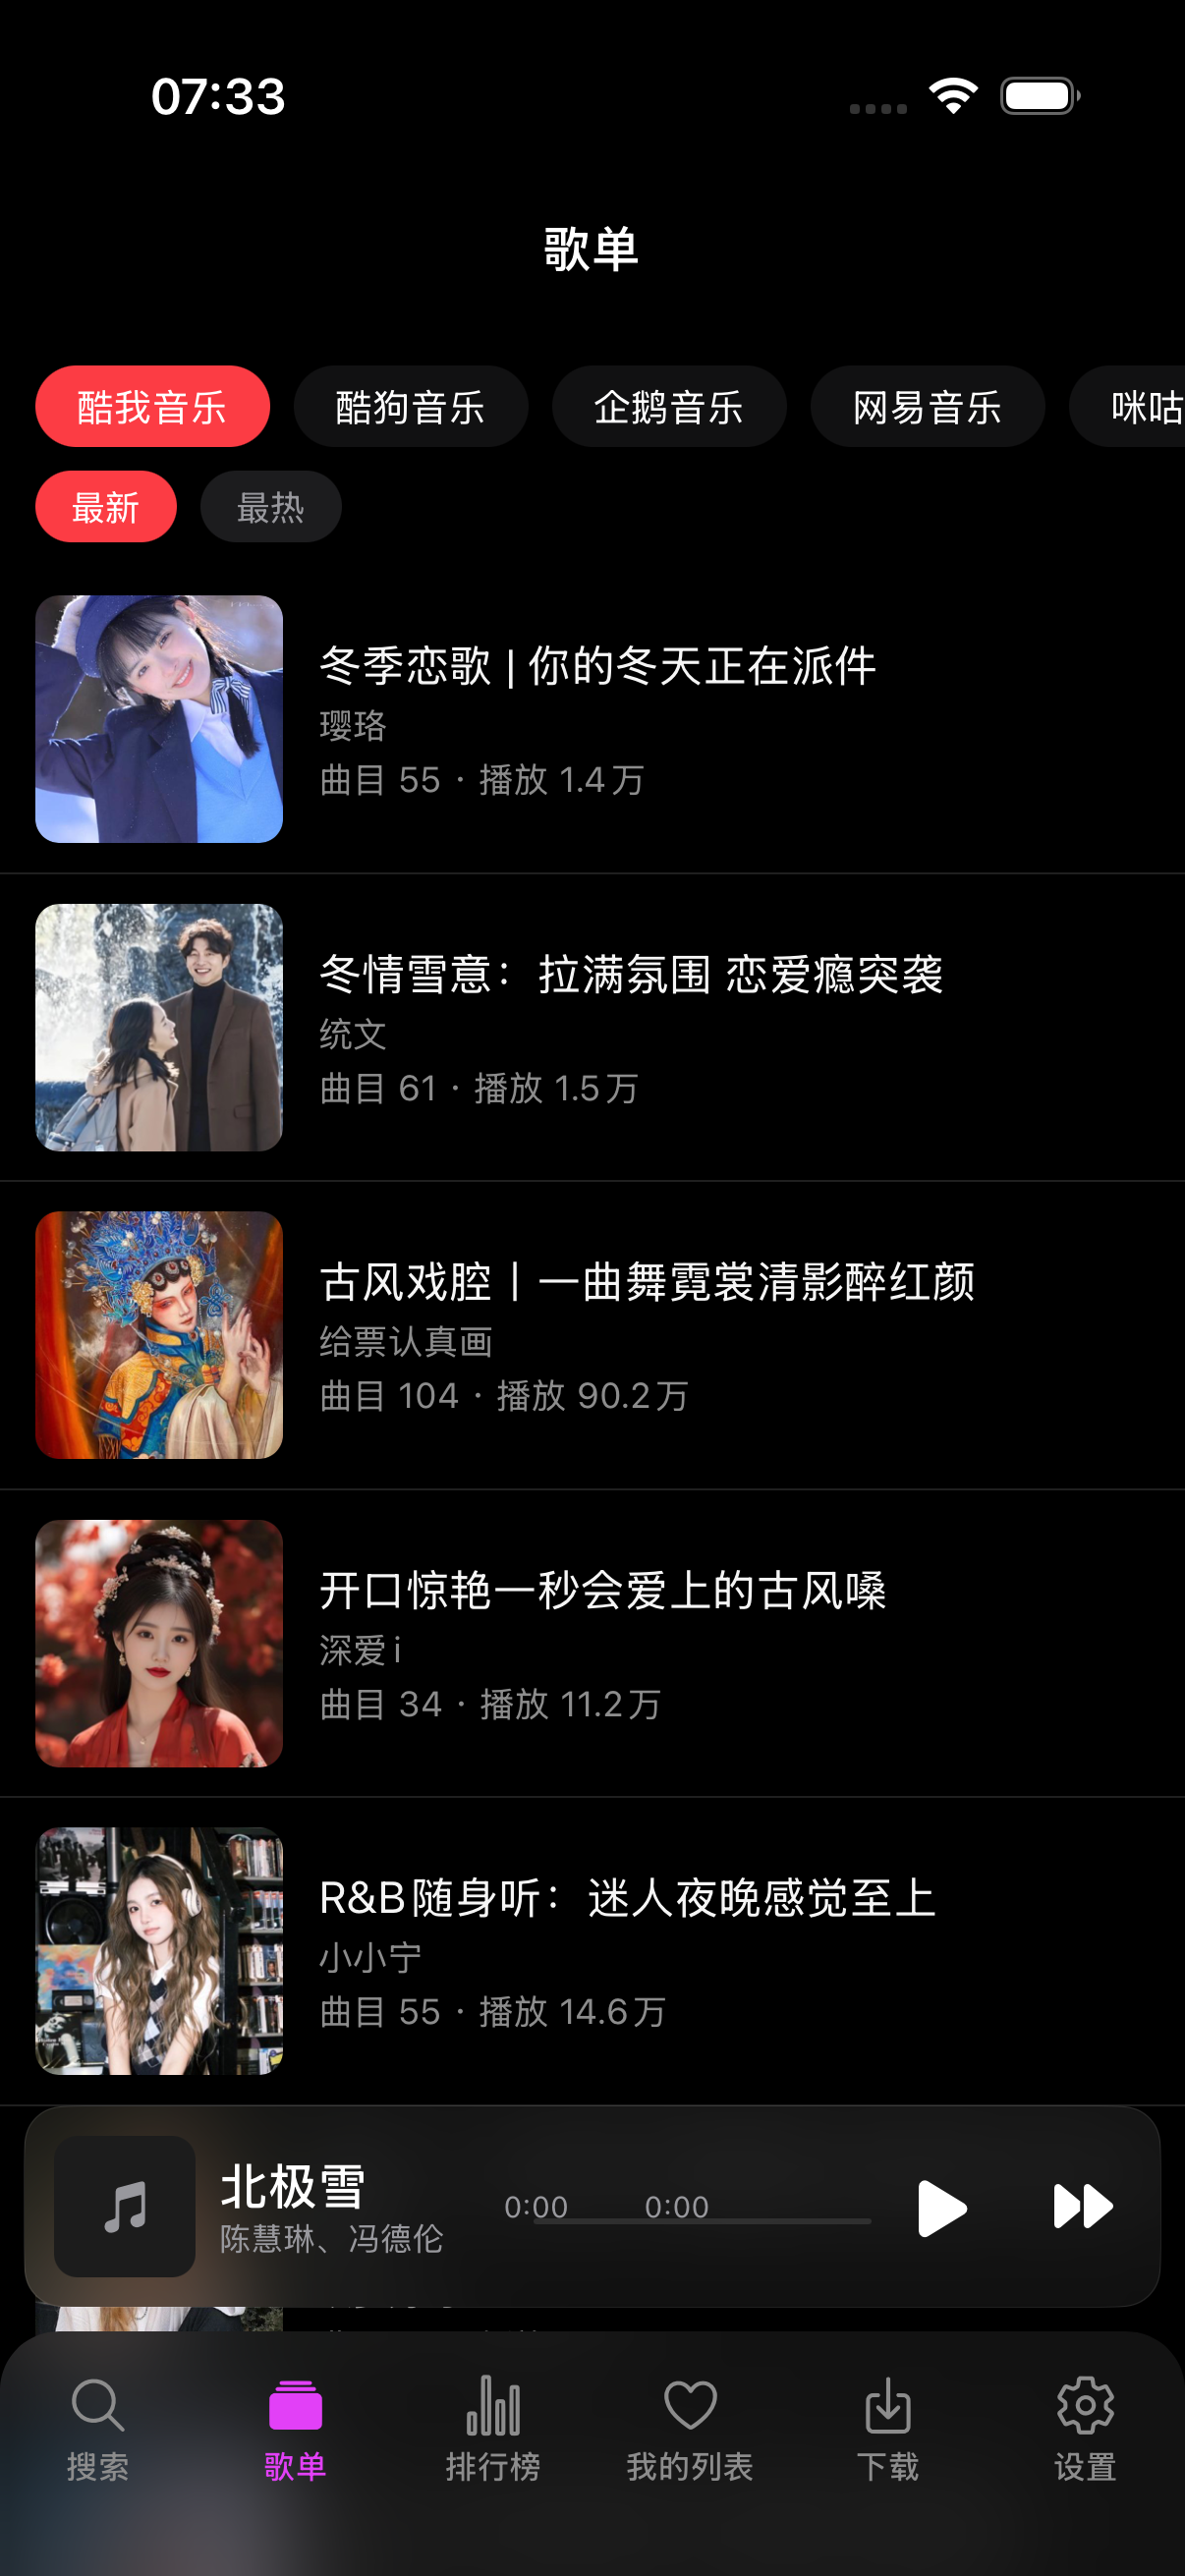 07:33
歌单
酷我音乐 酷狗音乐 企鹅音乐 网易音乐 咪咕
最新 最热
冬季恋歌 | 你的冬天正在派件
璎珞
曲目 55 · 播放 1.4万
冬情雪意：拉满氛围 恋爱瘾突袭
统文
曲目 61 · 播放 1.5万
古风戏腔丨一曲舞霓裳清影醉红颜
给票认真画
曲目 104 · 播放 90.2万
开口惊艳一秒会爱上的古风嗓
深爱i
曲目 34 · 播放 11.2万
R&B随身听：迷人夜晚感觉至上
小小宁
曲目 55 · 播放 14.6万
北极雪
陈慧琳、冯德伦
0:00 0:00
搜索 歌单 排行榜 我的列表 下载 设置